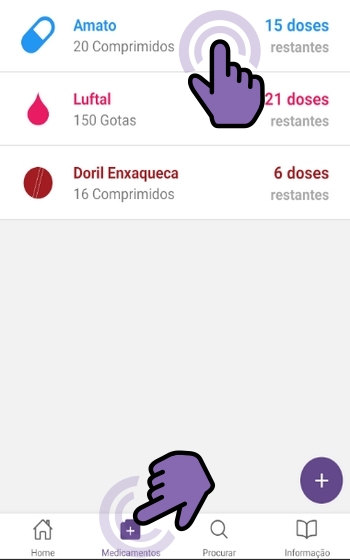 Amato 15 doses
20 Comprimidos restantes
Luftal 21 doses
150 Gotas restantes
Doril Enxaqueca 6 doses
16 Comprimidos restantes
+
Home Medicamentos Procurar Informação